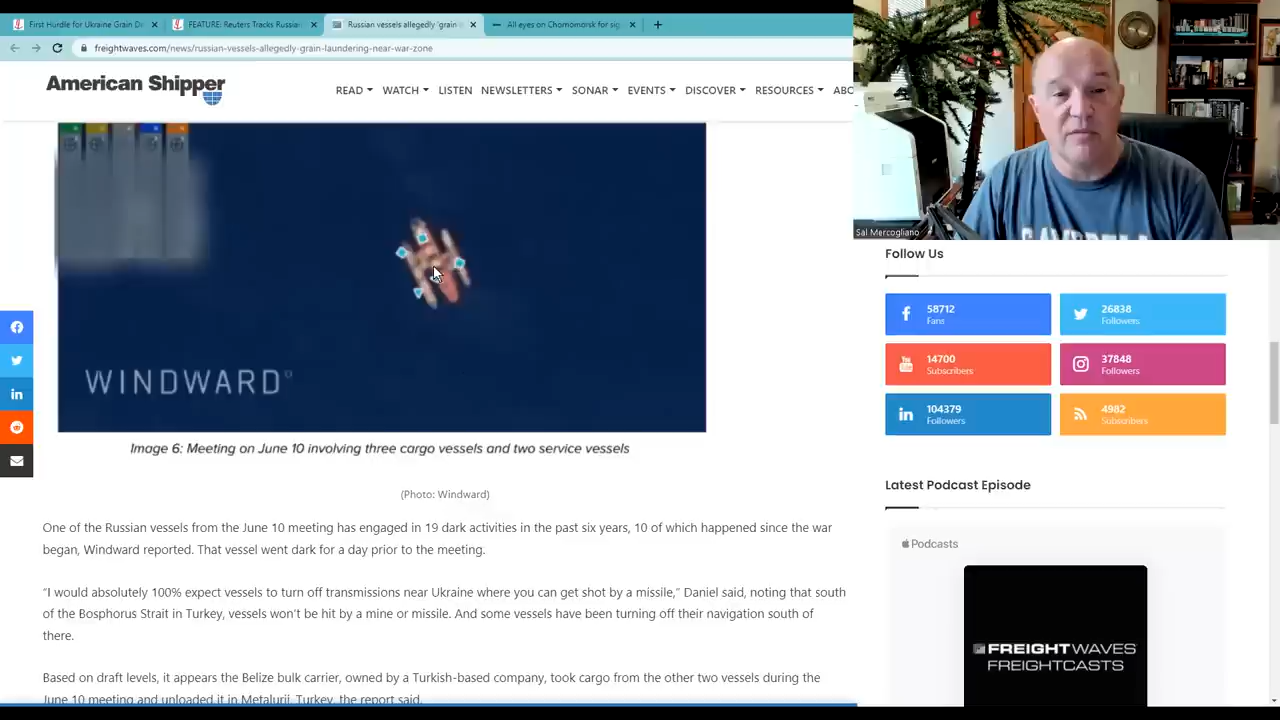 First Hurdle for Ukraine Grain De
FEATURE: Reuters Tracks Russia
Russian vessels allegedly 'grain
All eyes on Chornomorsk for sig
freightwaves.com/news/russian-vessels-allegedly-grain-laundering-near-war-zone
American Shipper
READ WATCH LISTEN NEWSLETTERS SONAR EVENTS DISCOVER RESOURCES ABO
WINDWARD
Image 6: Meeting on June 10 involving three cargo vessels and two service vessels
(Photo: Windward)
One of the Russian vessels from the June 10 meeting has engaged in 19 dark activities in the past six years, 10 of which happened since the war
began, Windward reported. That vessel went dark for a day prior to the meeting.
“I would absolutely 100% expect vessels to turn off transmissions near Ukraine where you can get shot by a missile,” Daniel said, noting that south
of the Bosphorus Strait in Turkey, vessels won't be hit by a mine or missile. And some vessels have been turning off their navigation south of
there.
Based on draft levels, it appears the Belize bulk carrier, owned by a Turkish-based company, took cargo from the other two vessels during the
June 10 meeting and unloaded it in Metalurji, Turkey, the report said.
Sal Mercogliano
Follow Us
58712
Fans
26838
Followers
14700
Subscribers
37848
Followers
104379
Followers
4982
Subscribers
Latest Podcast Episode
Podcasts
FREIGHTWAVES
FREIGHTCASTS